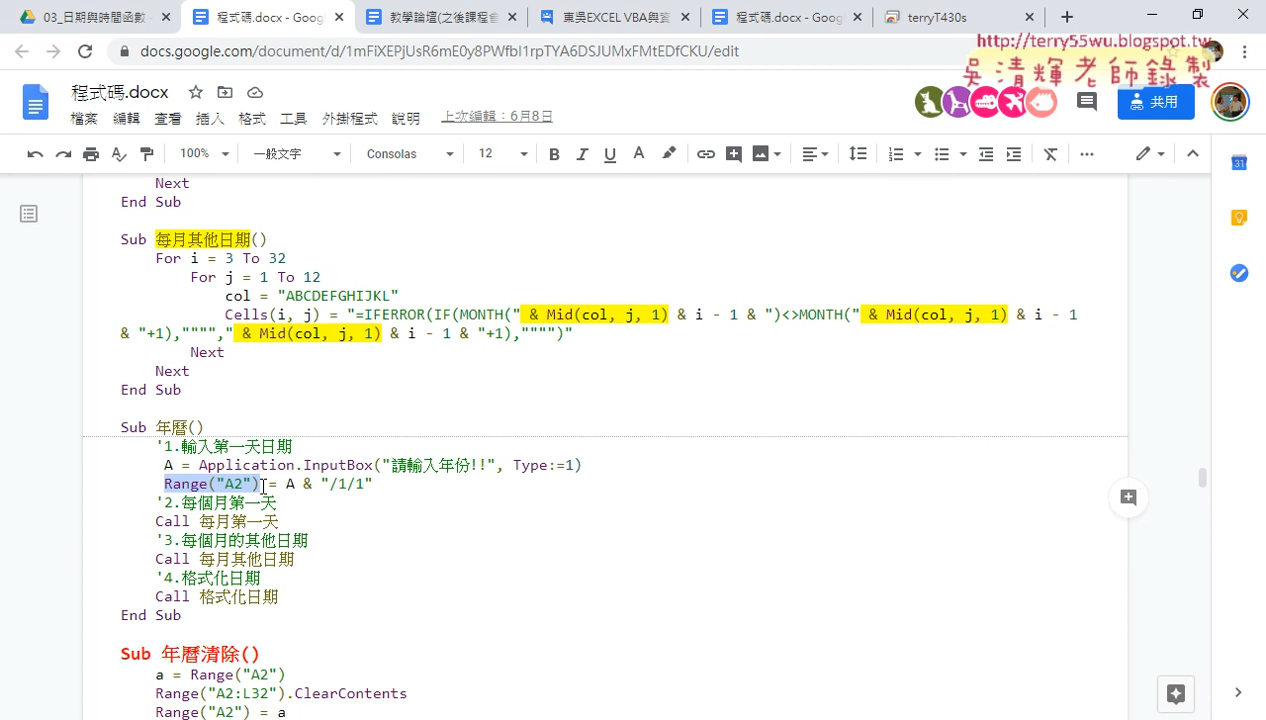 03_日期與時間函數
程式碼.docx - Goog
教學論壇(之後課程會
東吳EXCEL VBA與資
程式碼.docx - Goog
terryT430s
docs.google.com/document/d/1mFiXEPjUsR6mE0y8PWfbI1rpTYA6DSJUMxFMtEDfCKU/edit
http://terry55wu.blogspot.tw
吳清輝老師錄製
程式碼.docx
共用
檔案 編輯 查看 插入 格式 工具 外掛程式 說明 上次編輯：6月8日
100% 一般文字 Consolas 12 B I U A
31
Next
End Sub
Sub 每月其他日期()
For i = 3 To 32
For j = 1 To 12
col = "ABCDEFGHIJKL"
Cells(i, j) = "=IFERROR(IF(MONTH(" & Mid(col, j, 1) & i - 1 & ")<>MONTH(" & Mid(col, j, 1) & i - 1
& "+1),""""," & Mid(col, j, 1) & i - 1 & "+1),"""")"
Next
Next
End Sub
Sub 年曆()
'1.輸入第一天日期
A = Application.InputBox("請輸入年份!!", Type:=1)
Range("A2") = A & "/1/1"
'2.每個月第一天
Call 每月第一天
'3.每個月的其他日期
Call 每月其他日期
'4.格式化日期
Call 格式化日期
End Sub
Sub 年曆清除()
a = Range("A2")
Range("A2:L32").ClearContents
Range("A2") = a